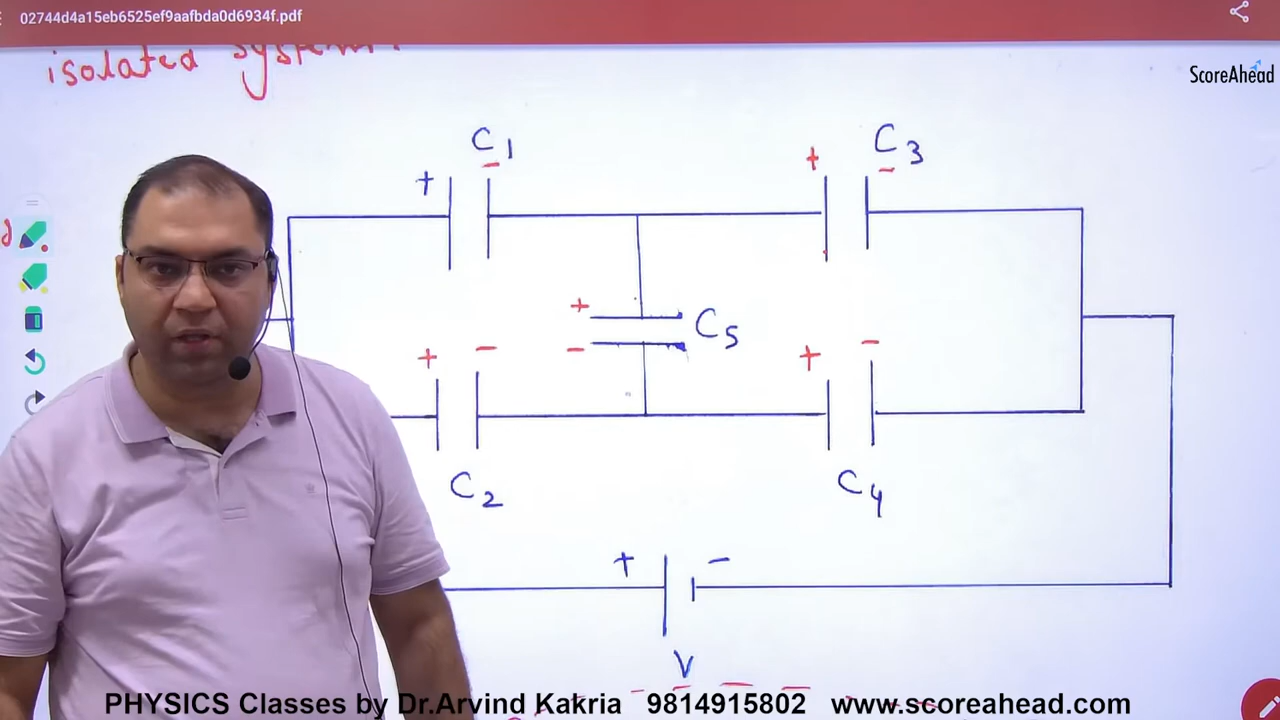 02744d4a15eb6525ef9aafbda0d6934f.pdf
isolated system.
ScoreAhead
C1
C3
+ -
+ -
+
-
C5
+ -
+ -
C2
C4
+ -
V
PHYSICS Classes by Dr.Arvind Kakria 9814915802 www.scoreahead.com